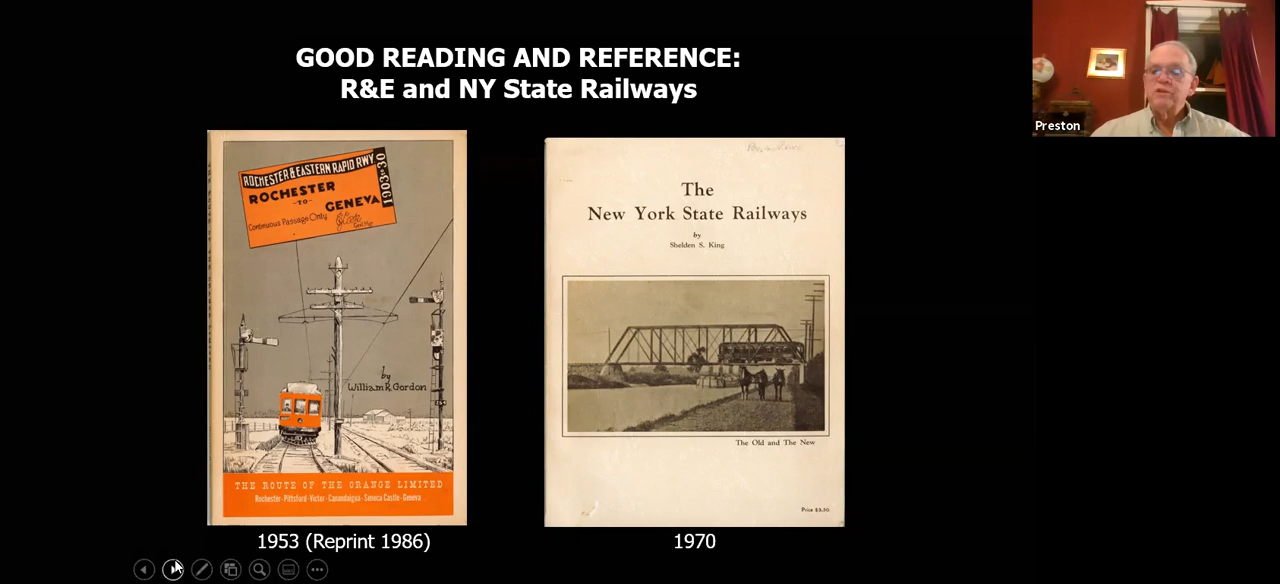 GOOD READING AND REFERENCE:
R&E and NY State Railways
ROCHESTER & EASTERN RAPID RWY
1903-30
ROCHESTER
-TO-
GENEVA
Continuous Passage Only
by
William R. Gordon
THE ROUTE OF THE ORANGE LIMITED
Rochester - Pittsford - Victor - Canandaigua - Seneca Castle - Geneva
1953 (Reprint 1986)
The
New York State Railways
by
Shelden S. King
The Old and The New
Price $3.50
1970
Preston